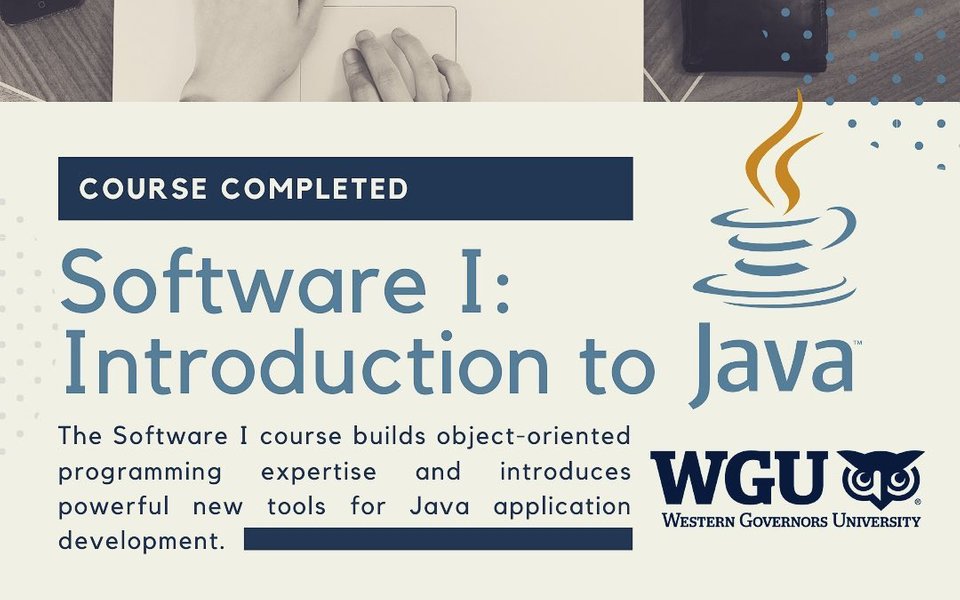 COURSE COMPLETED
Software I:
Introduction to Java™
The Software I course builds object-oriented
programming expertise and introduces
powerful new tools for Java application
development.
WGU®
WESTERN GOVERNORS UNIVERSITY